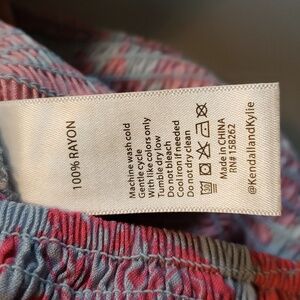 100% RAYON
Machine wash cold
Gentle cycle
With like colors only
Tumble dry low
Do not bleach
Cool iron if needed
Do not dry clean
Made in CHINA
RN# 158262
@KendallandKylie